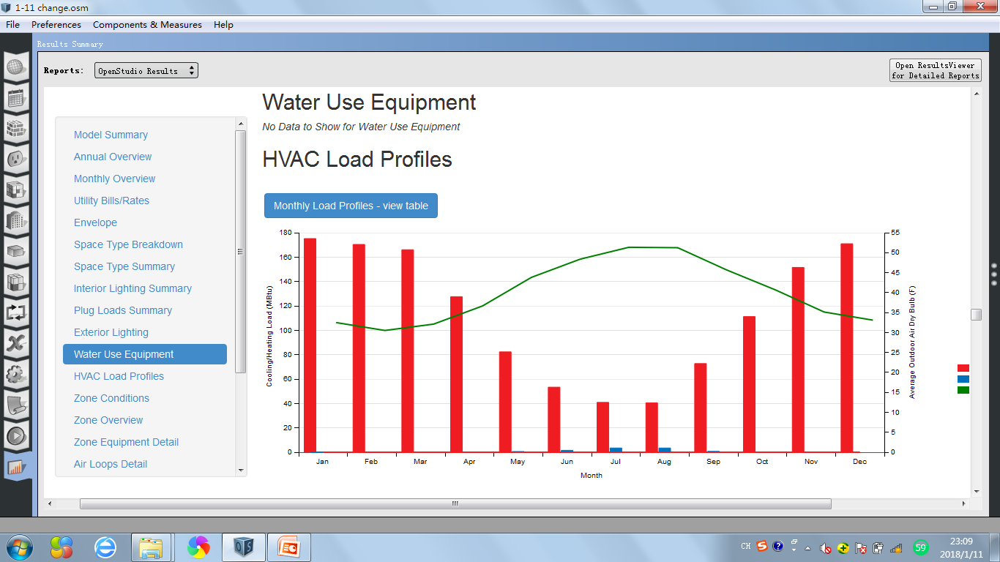 1-11 change.osm
File Preferences Components & Measures Help
Results Summary
Reports: OpenStudio Results
Open ResultsViewer
for Detailed Reports
Model Summary
Annual Overview
Monthly Overview
Utility Bills/Rates
Envelope
Space Type Breakdown
Space Type Summary
Interior Lighting Summary
Plug Loads Summary
Exterior Lighting
Water Use Equipment
HVAC Load Profiles
Zone Conditions
Zone Overview
Zone Equipment Detail
Air Loops Detail
Water Use Equipment
No Data to Show for Water Use Equipment
HVAC Load Profiles
Monthly Load Profiles - view table
Cooling/Heating Load (MBtu)
180
160
140
120
100
80
60
40
20
0
55
50
45
40
35
30
25
20
15
10
5
0
Average Outdoor Air Dry Bulb (F)
Jan Feb Mar Apr May Jun Jul Aug Sep Oct Nov Dec
Month
CH
59
23:09
2018/1/11